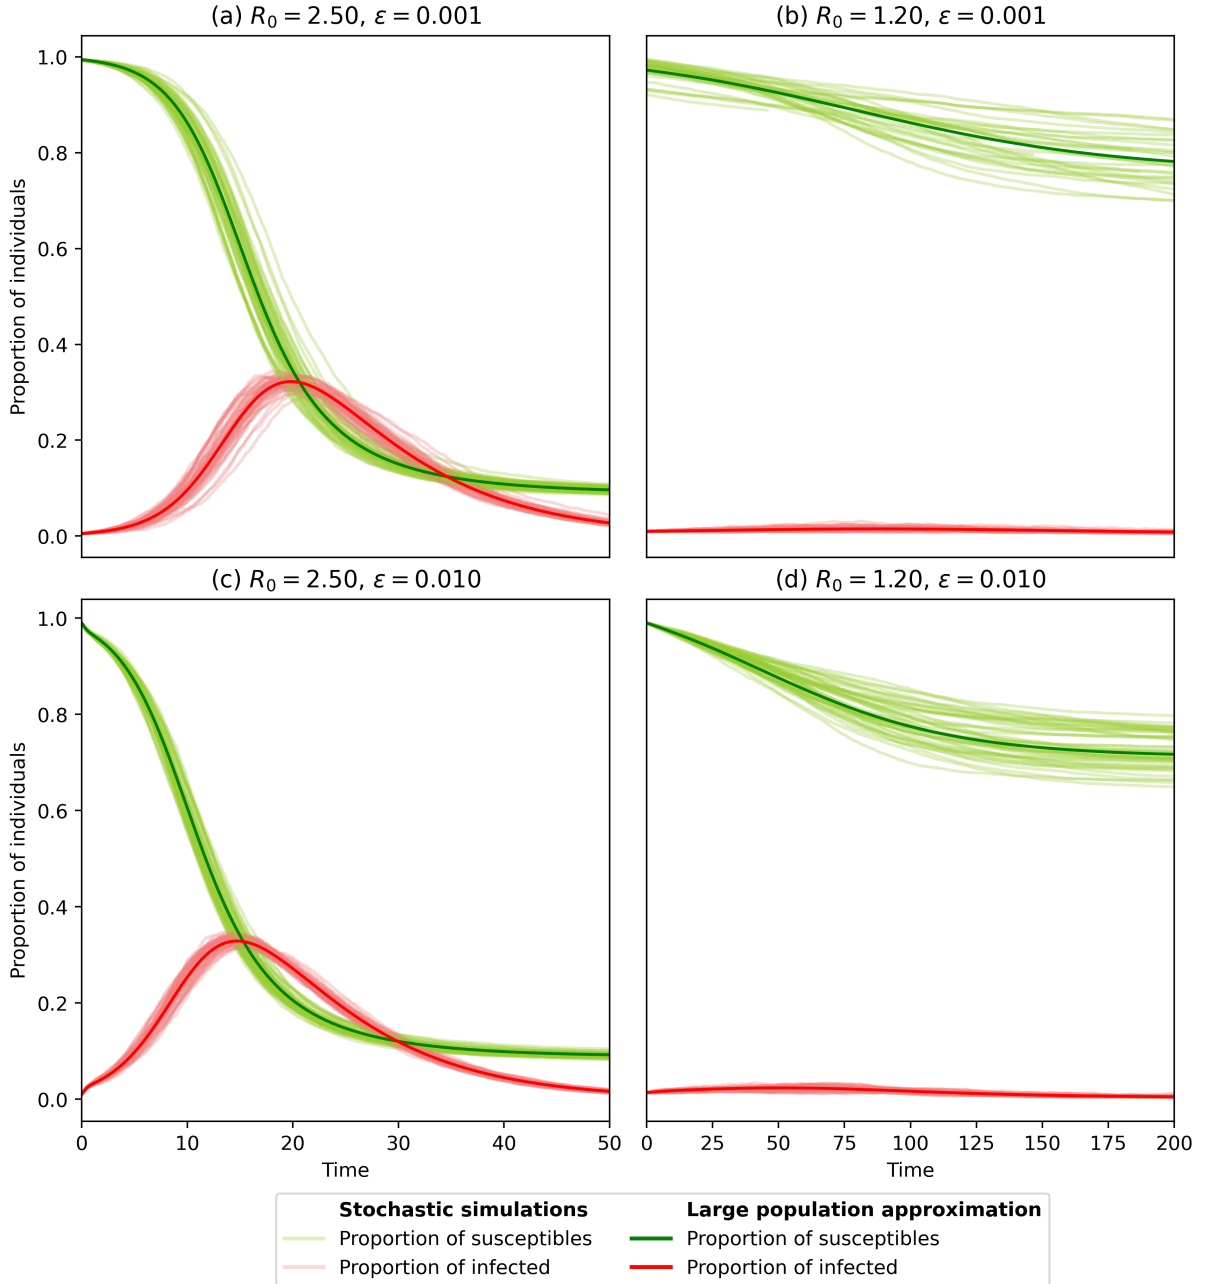 (a) R₀ = 2.50, ε = 0.001
(b) R₀ = 1.20, ε = 0.001
Proportion of individuals
1.0
0.8
0.6
0.4
0.2
0.0
(c) R₀ = 2.50, ε = 0.010
(d) R₀ = 1.20, ε = 0.010
Proportion of individuals
1.0
0.8
0.6
0.4
0.2
0.0
0 10 20 30 40 50
0 25 50 75 100 125 150 175 200
Time
Time
Stochastic simulations
Proportion of susceptibles
Proportion of infected
Large population approximation
Proportion of susceptibles
Proportion of infected